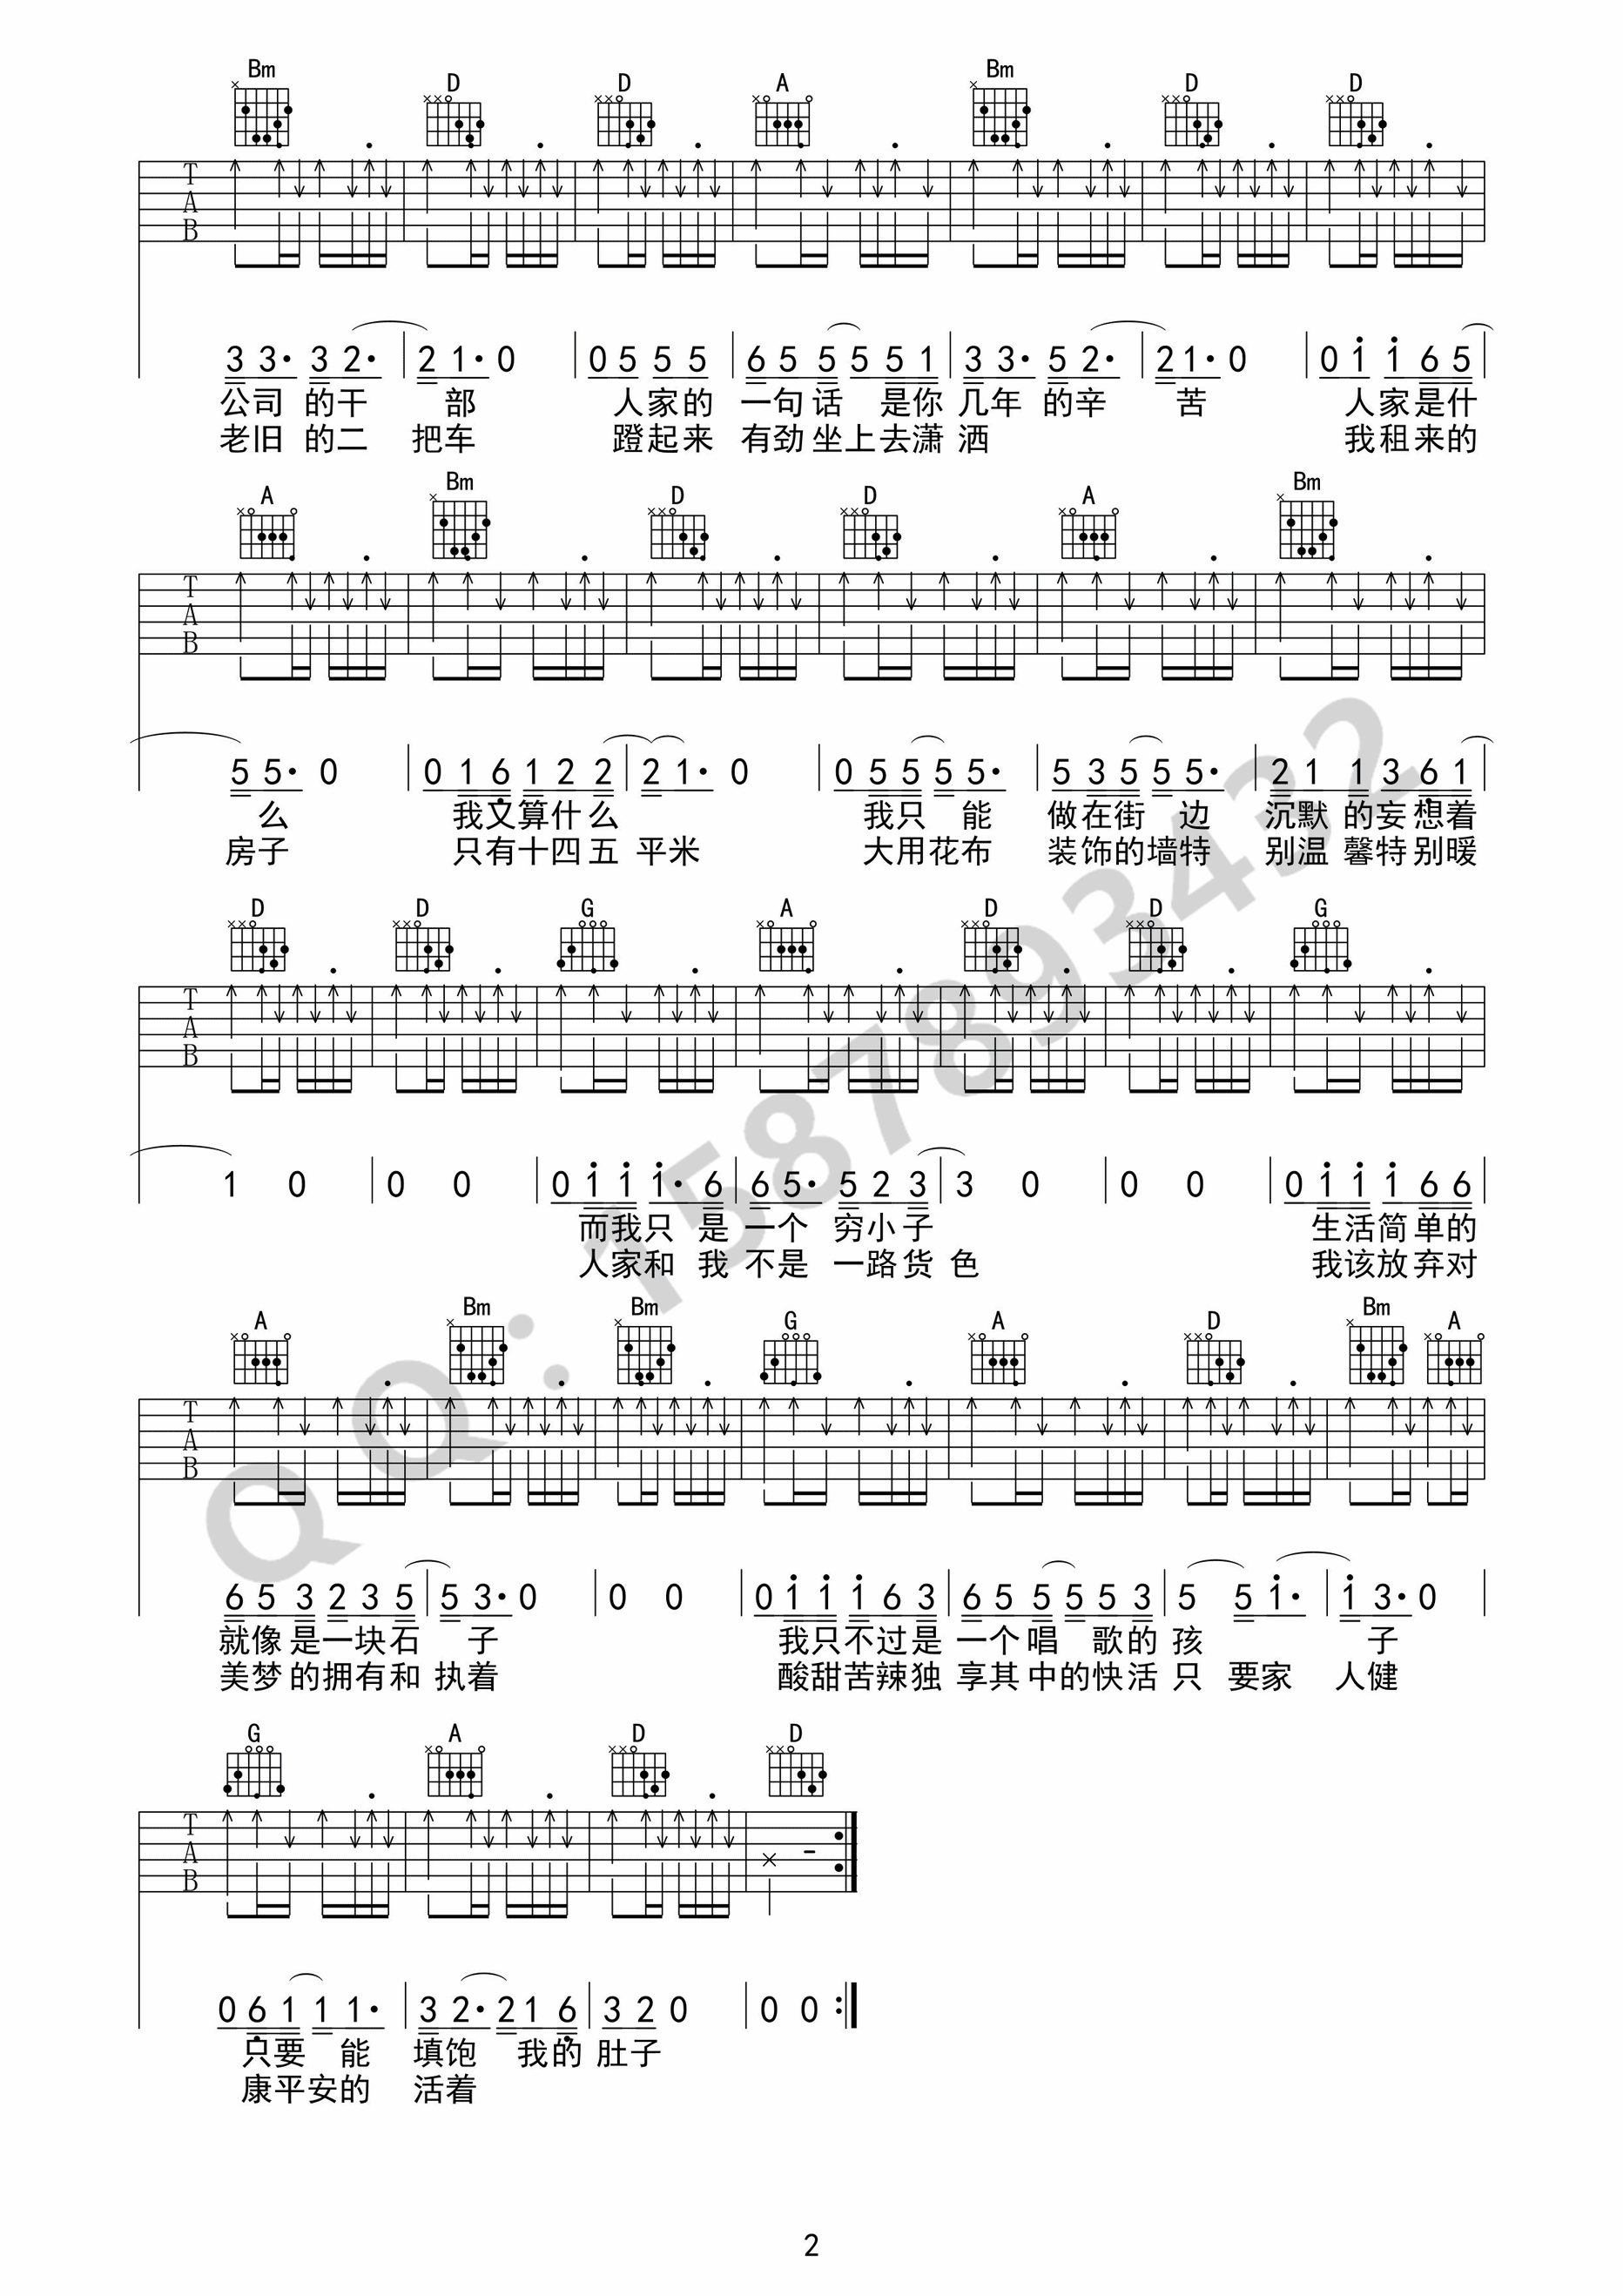 Bm D D A Bm D D
T
A
B
3 3· 3 2· | 2 1· 0 | 0 5 5 5 | 6 5 5 5 5 1 | 3 3· 5 2· | 2 1· 0 | 0 1 1 6 5 |
公司 的干 部 人家的 一句话 是你 几年 的辛 苦 人家是什
老旧 的二 把车 蹬起来 有劲坐上去潇 洒 我租来的
A Bm D D A Bm
T
A
B
5 5· 0 | 0 1 6 1 2 2 | 2 1· 0 | 0 5 5 5 5· | 5 3 5 5 5· | 2 1 1 3 6 1 |
么 我又算什么 我只 能 做在街 边 沉默 的妄想着
房子 只有十四五 平米 大用花布 装饰的墙特 别温 馨特别暖
D D G A D D G
T
A
B
1 0 | 0 0 | 0 1 1 1· 6 | 6 5· 5 2 3 | 3 0 | 0 0 | 0 1 1 1 6 6 |
而我只 是 一个 穷小子 生活简单的
人家和 我 不是 一路货 色 我该放弃对
A Bm Bm G A D Bm A
T
A
B
6 5 3 2 3 5 | 5 3· 0 | 0 0 | 0 1 1 1 6 3 | 6 5 5 5 5 3 | 5 5 1· | 1 3· 0 |
就像是一块石 子 我只不过是 一个唱 歌的 孩 子
美梦的拥有和 执着 酸甜苦辣独 享其中的快活 只 要家 人健
G A D D
T
A
B
0 6 1 1 1· | 3 2· 2 1 6 | 3 2 0 | 0 0 :|
只要 能 填饱 我的 肚子
康平安的 活着
QQ:1587893432
2